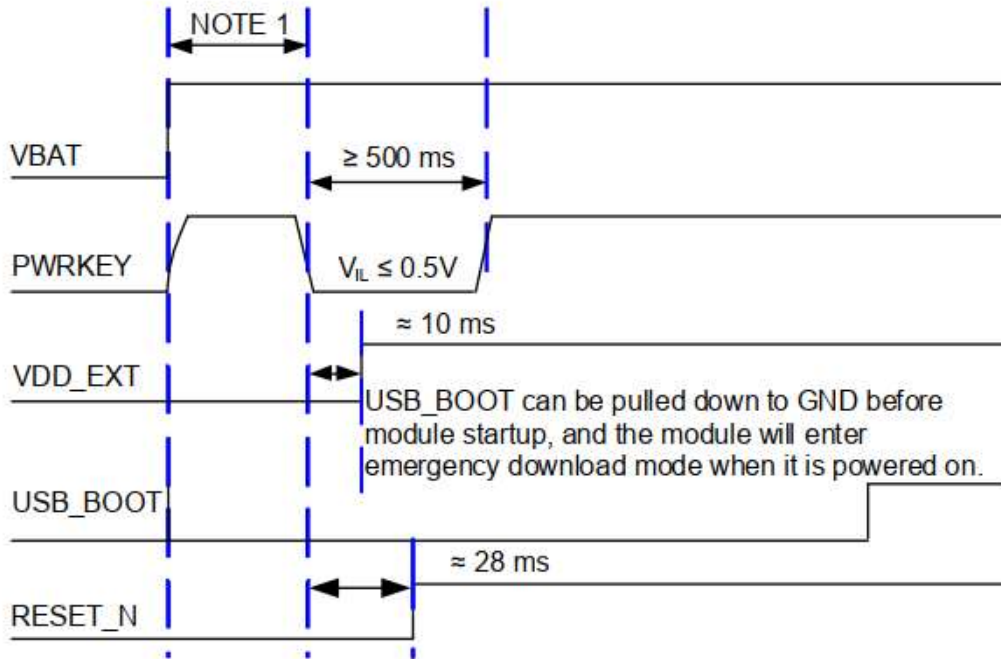 NOTE 1
VBAT
≥ 500 ms
PWRKEY
V_IL ≤ 0.5V
≈ 10 ms
VDD_EXT
USB_BOOT can be pulled down to GND before
module startup, and the module will enter
emergency download mode when it is powered on.
USB_BOOT
≈ 28 ms
RESET_N